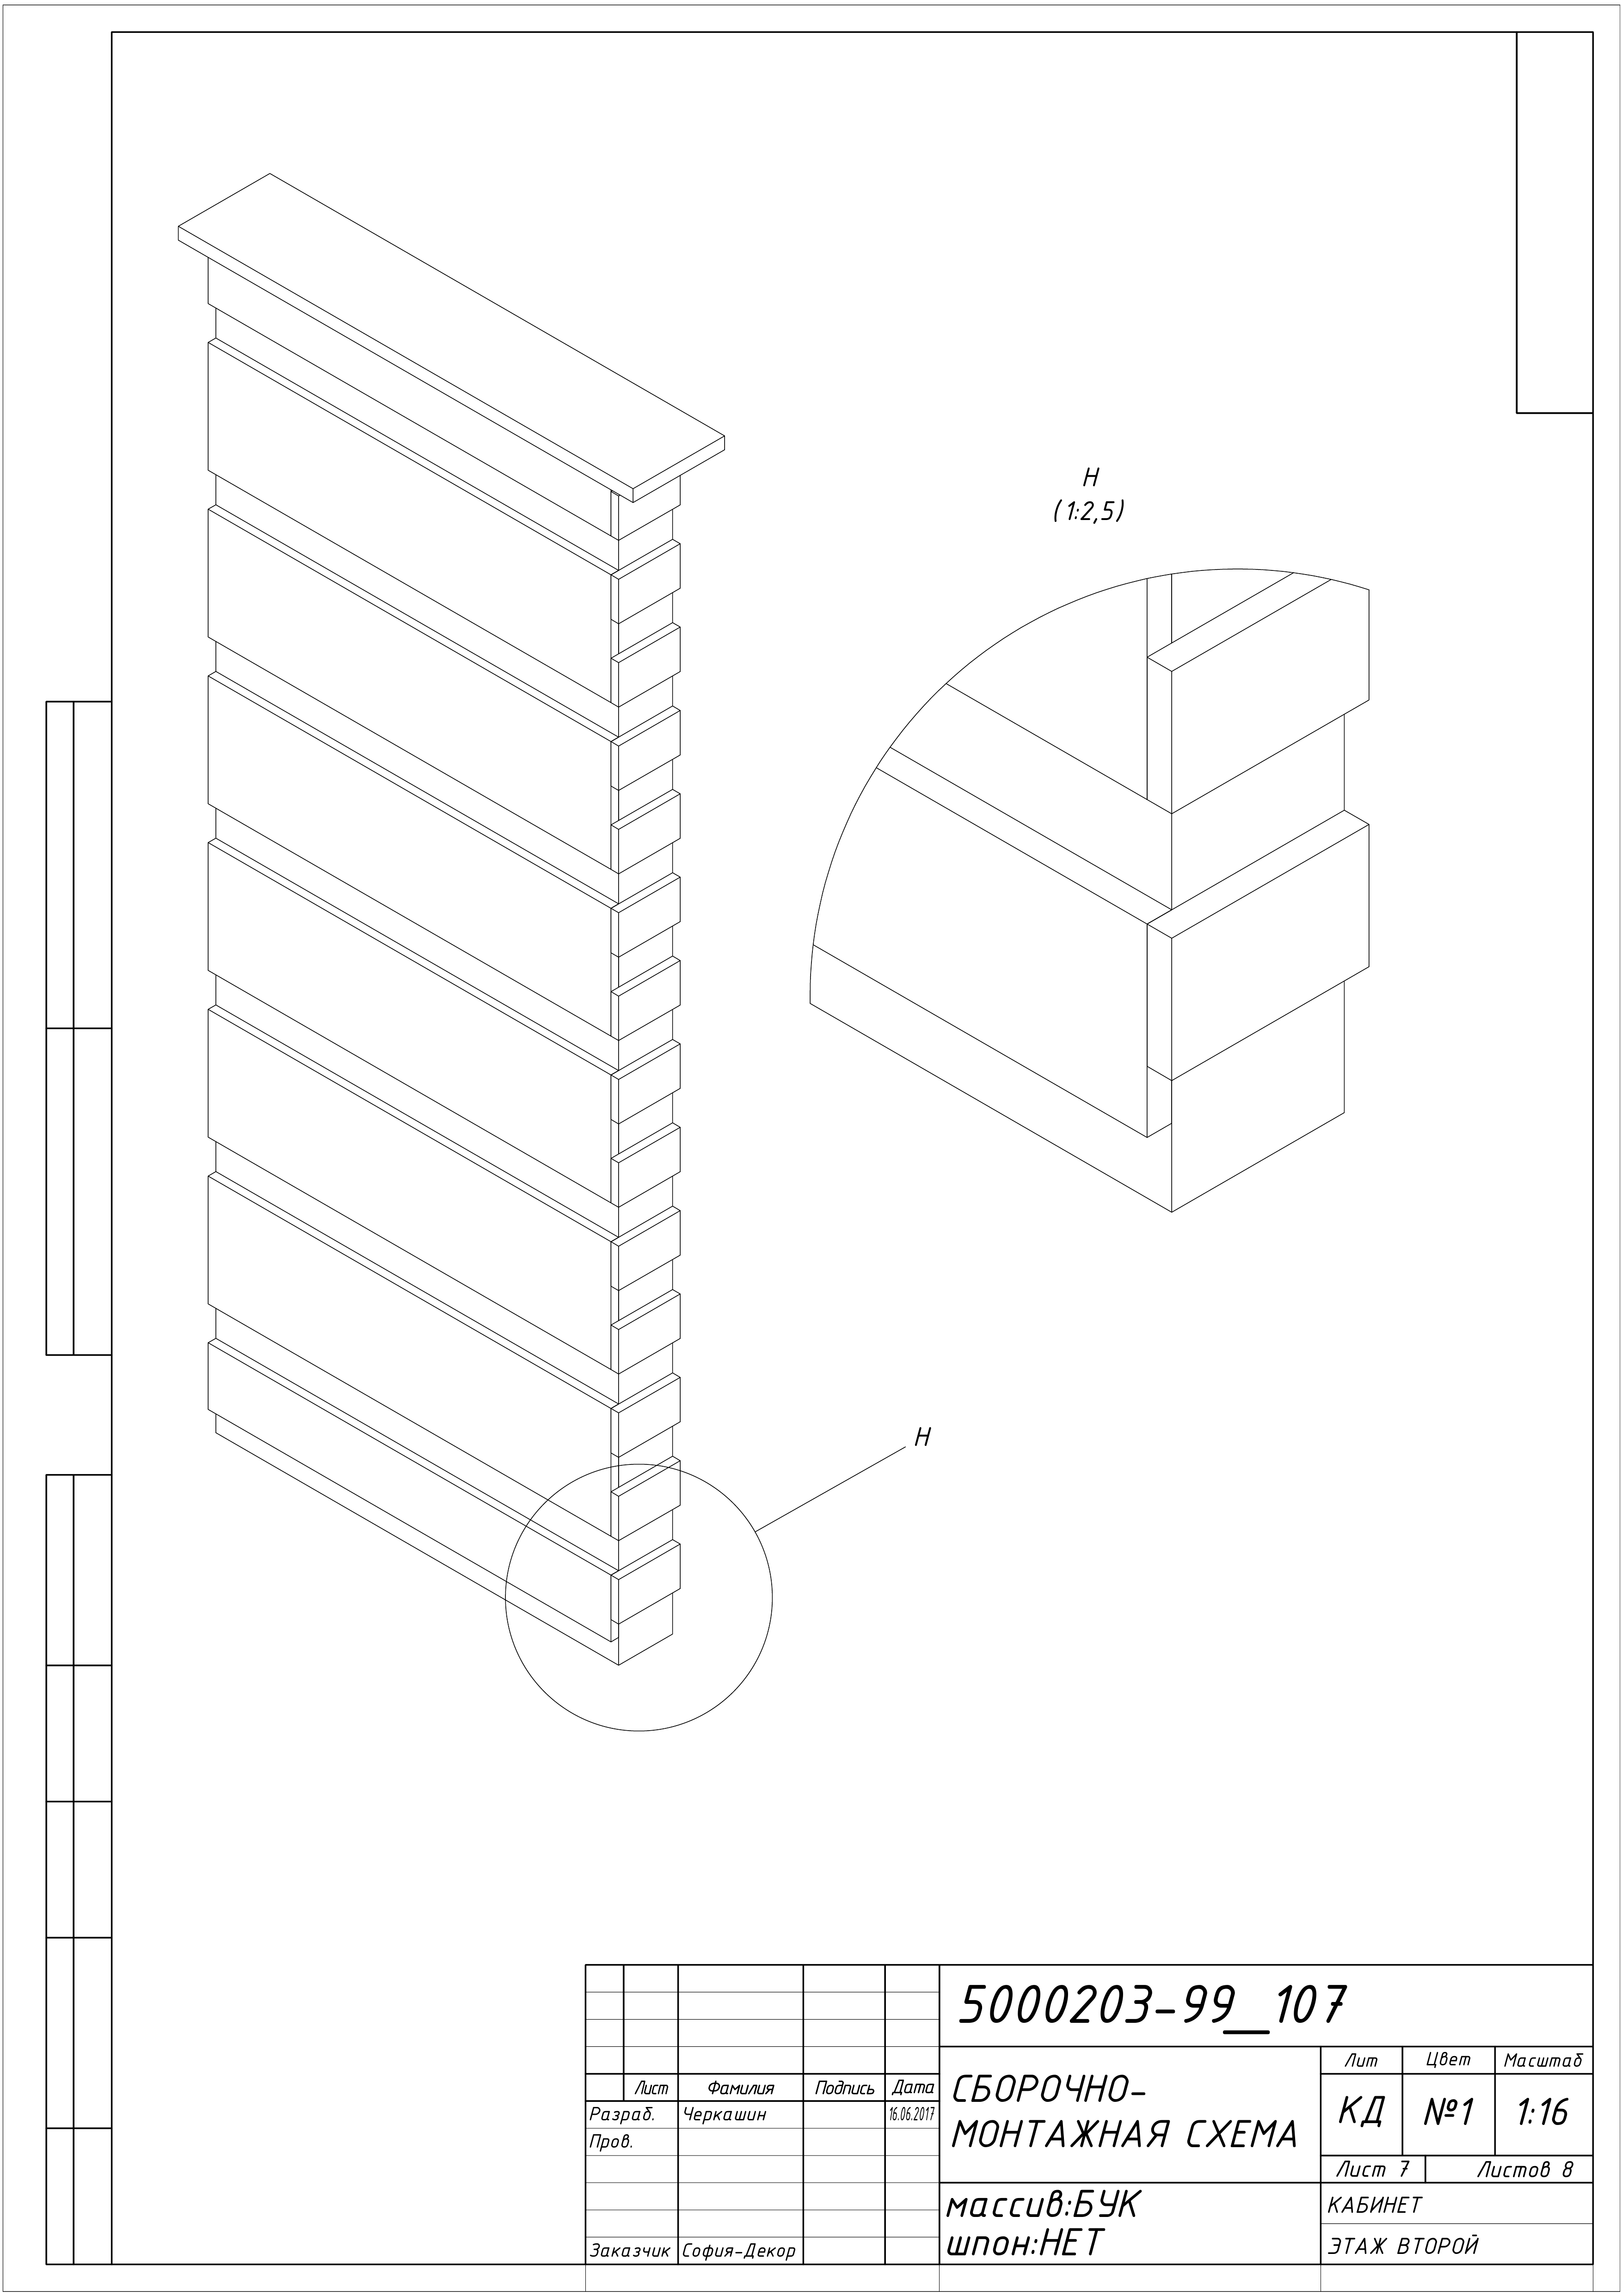 Н
(1:2,5)
Н
5000203-99__107
СБОРОЧНО-
МОНТАЖНАЯ СХЕМА
Лит Цвет Масштаб
КД №1 1:16
Лист 7 Листов 8
Лист Фамилия Подпись Дата
Разраб. Черкашин 16.06.2017
Пров.
Заказчик София-Декор
массив:БУК
шпон:НЕТ
КАБИНЕТ
ЭТАЖ ВТОРОЙ